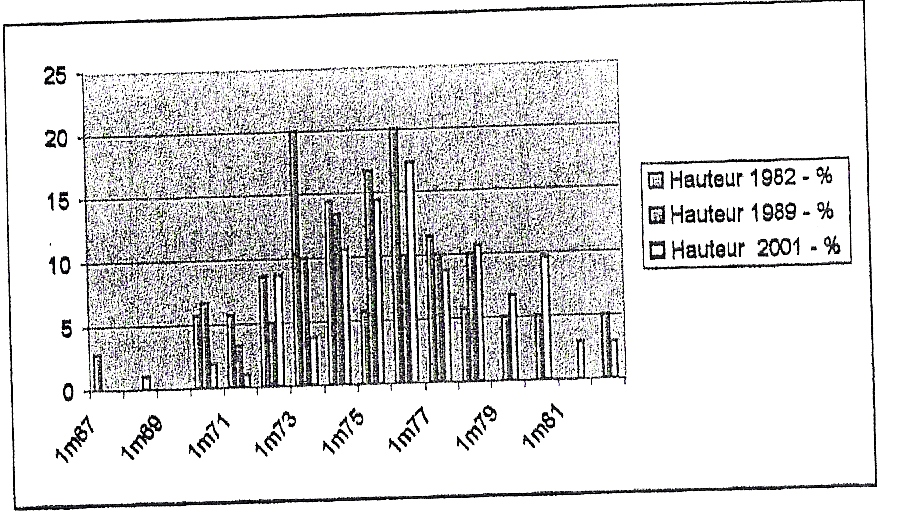 25
20
15
10
5
0
1m67
1m69
1m71
1m73
1m75
1m77
1m79
1m81
Hauteur 1982 - %
Hauteur 1989 - %
Hauteur 2001 - %